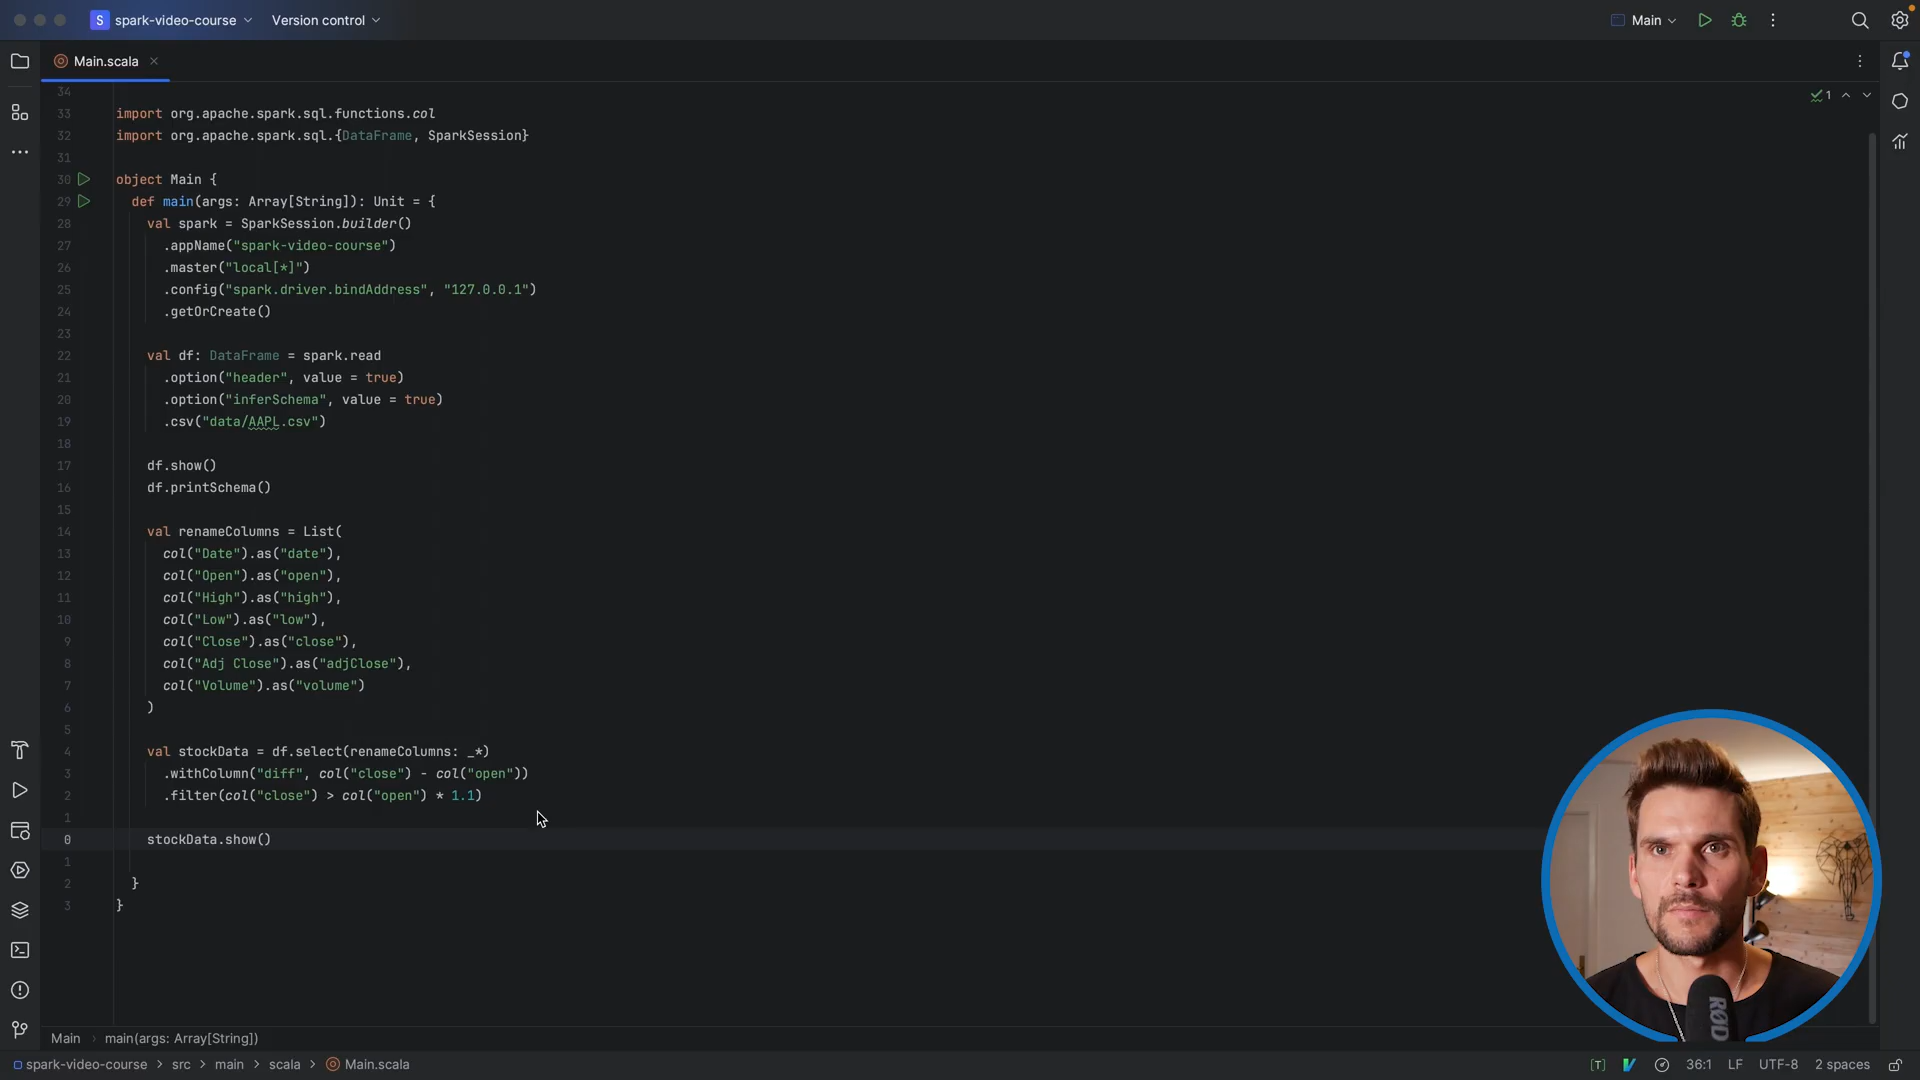 S spark-video-course Version control Main
Main.scala
34
33 import org.apache.spark.sql.functions.col 1
32 import org.apache.spark.sql.{DataFrame, SparkSession}
31
30 object Main {
29 def main(args: Array[String]): Unit = {
28 val spark = SparkSession.builder()
27 .appName("spark-video-course")
26 .master("local[*]")
25 .config("spark.driver.bindAddress", "127.0.0.1")
24 .getOrCreate()
23
22 val df: DataFrame = spark.read
21 .option("header", value = true)
20 .option("inferSchema", value = true)
19 .csv("data/AAPL.csv")
18
17 df.show()
16 df.printSchema()
15
14 val renameColumns = List(
13 col("Date").as("date"),
12 col("Open").as("open"),
11 col("High").as("high"),
10 col("Low").as("low"),
9 col("Close").as("close"),
8 col("Adj Close").as("adjClose"),
7 col("Volume").as("volume")
6 )
5
4 val stockData = df.select(renameColumns: _*)
3 .withColumn("diff", col("close") - col("open"))
2 .filter(col("close") > col("open") * 1.1)
1
0 stockData.show()
1
2 }
3 }
RØD
Main main(args: Array[String])
spark-video-course > src > main > scala > Main.scala [T] 36:1 LF UTF-8 2 spaces